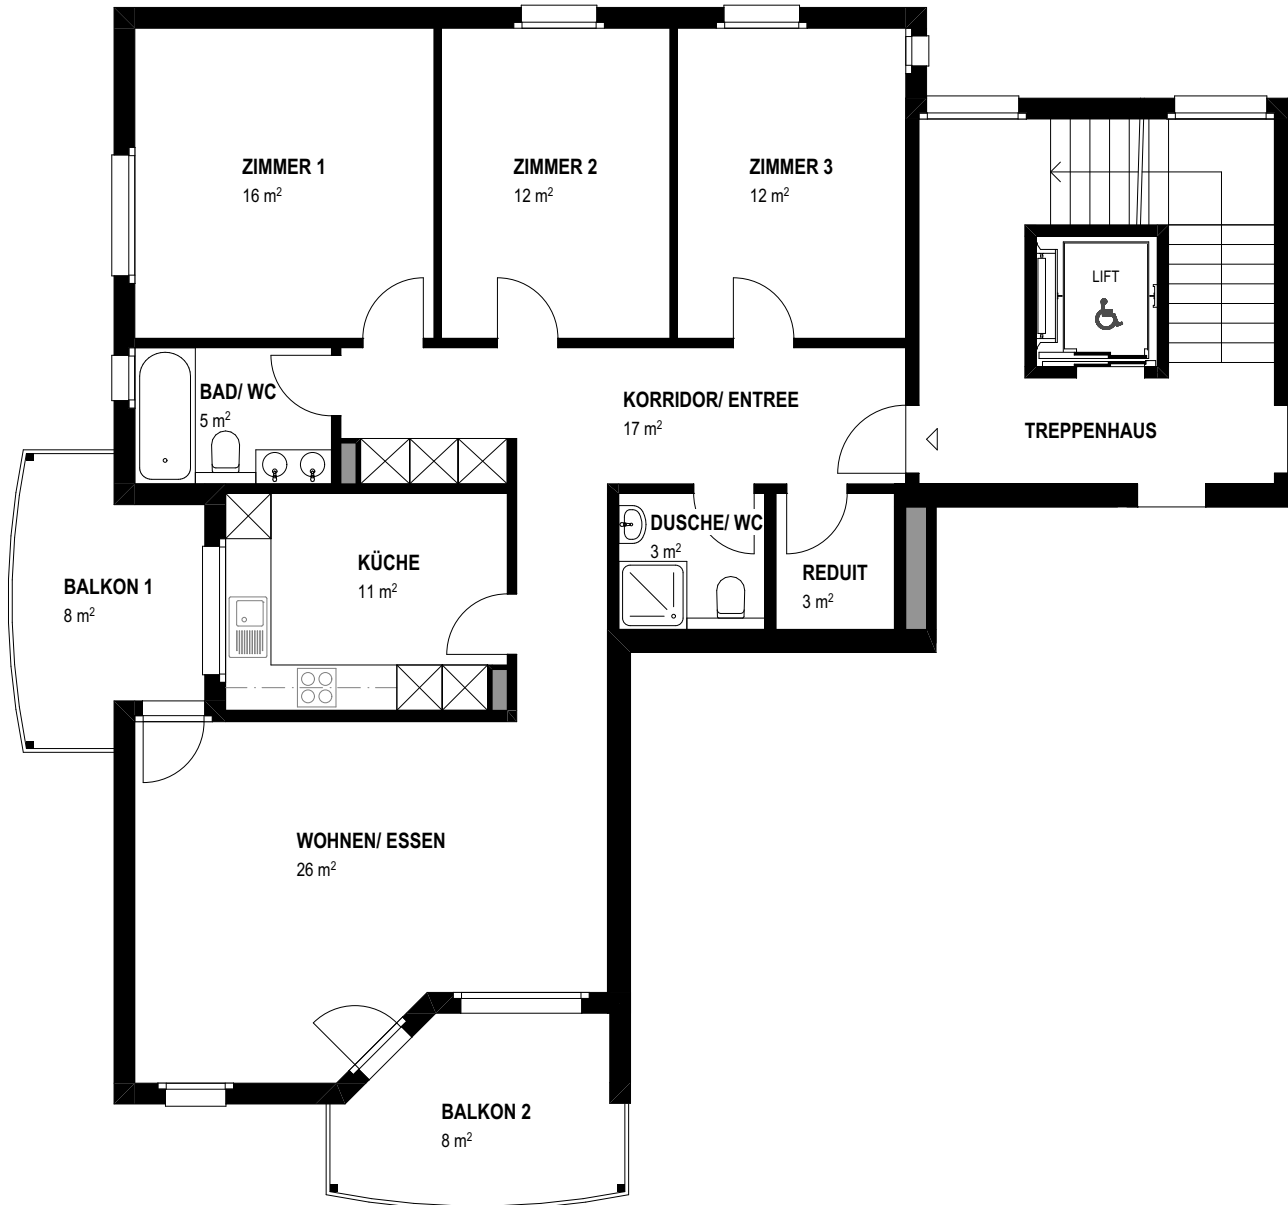 ZIMMER 1
16 m²
ZIMMER 2
12 m²
ZIMMER 3
12 m²
LIFT
BAD/ WC
5 m²
KORRIDOR/ ENTREE
17 m²
TREPPENHAUS
DUSCHE/ WC
3 m²
KÜCHE
11 m²
REDUIT
3 m²
BALKON 1
8 m²
WOHNEN/ ESSEN
26 m²
BALKON 2
8 m²